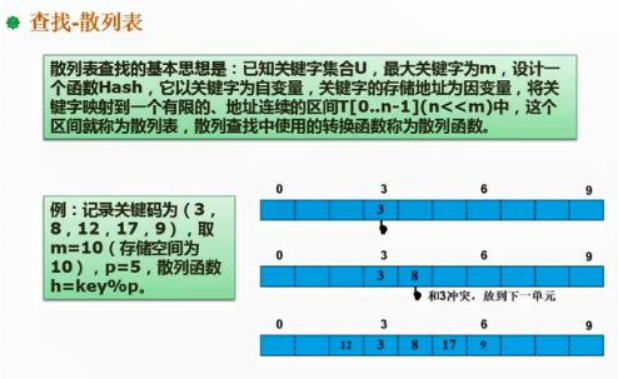 查找-散列表
散列表查找的基本思想是：已知关键字集合U，最大关键字为m，设计一
个函数Hash，它以关键字为自变量，关键字的存储地址为因变量，将关
键字映射到一个有限的、地址连续的区间T[0..n-1](n<<m)中，这个
区间就称为散列表，散列查找中使用的转换函数称为散列函数。
例：记录关键码为（3，
8，12，17，9），取
m=10（存储空间为
10），p=5，散列函数
h=key%p。
0 3 6 9
3
0 3 6 9
3 8
和3冲突，放到下一单元
0 3 6 9
12 3 8 17 9